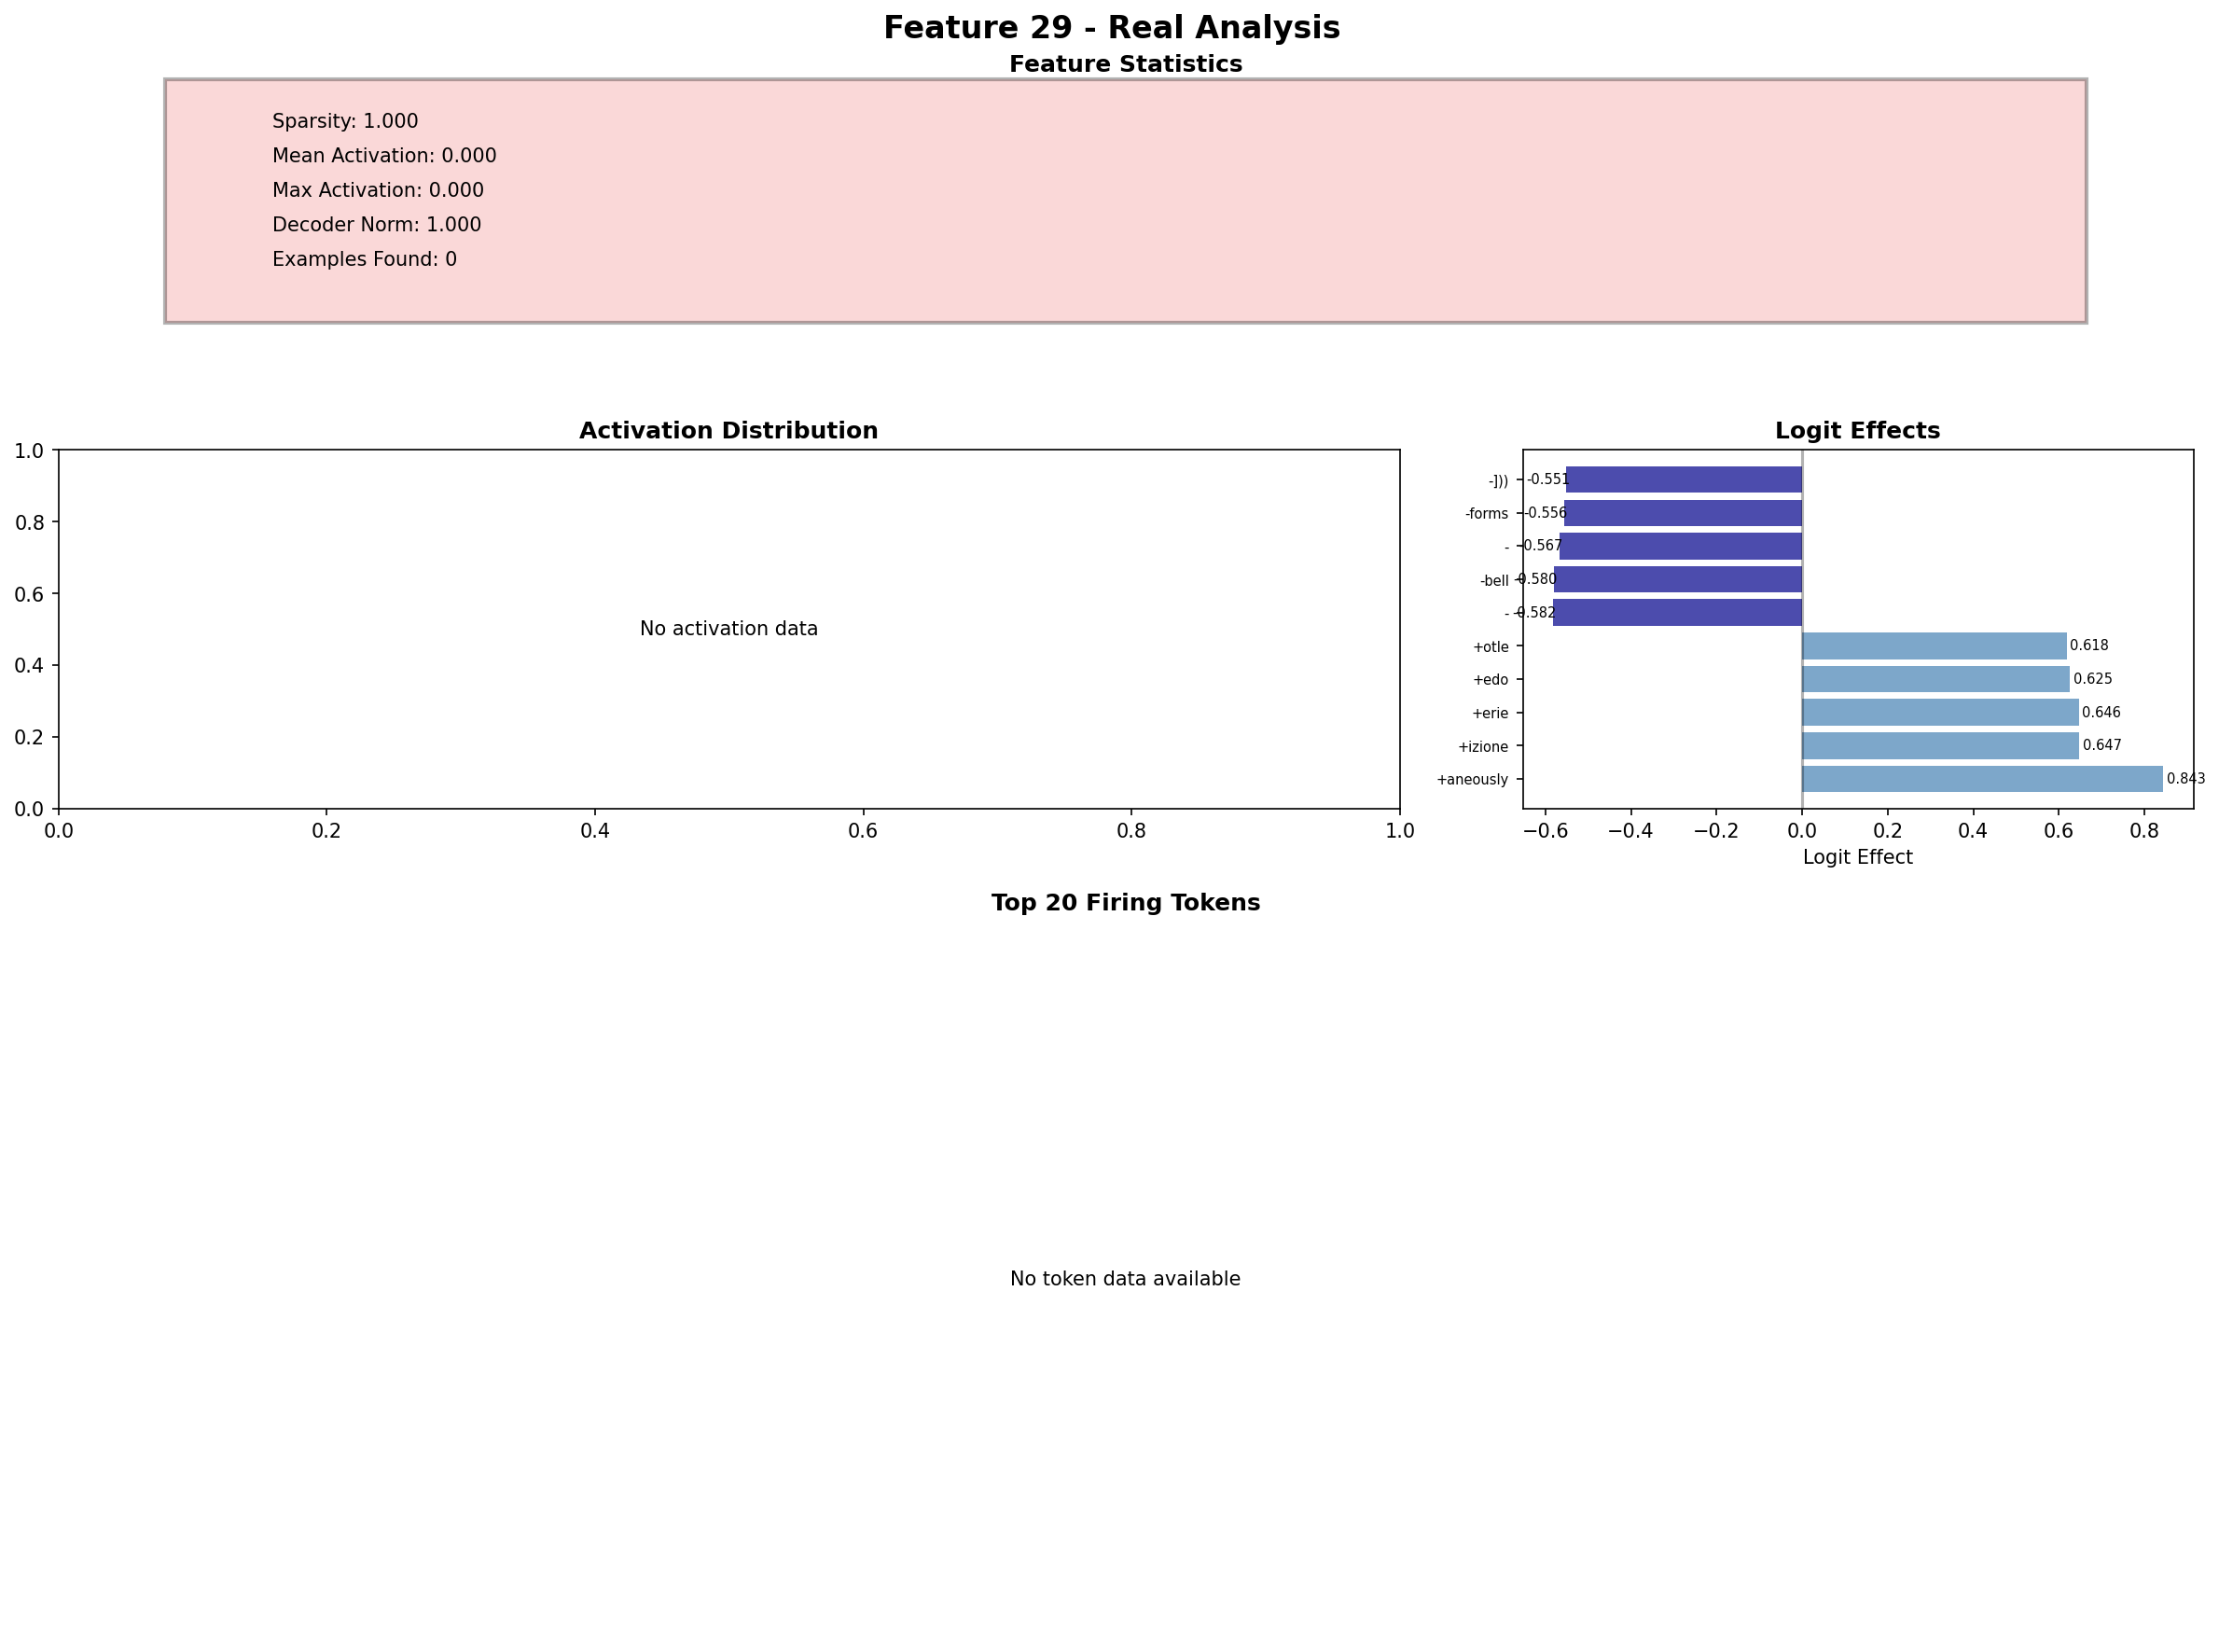 Feature 29 - Real Analysis
Feature Statistics
Sparsity: 1.000
Mean Activation: 0.000
Max Activation: 0.000
Decoder Norm: 1.000
Examples Found: 0
Activation Distribution
1.0
0.8
0.6
0.4
0.2
0.0
No activation data
0.0 0.2 0.4 0.6 0.8 1.0
Logit Effects
-])) -0.551
-forms -0.556
- -0.567
-bell -0.580
- -0.582
+otle 0.618
+edo 0.625
+erie 0.646
+izione 0.647
+aneously 0.843
−0.6 −0.4 −0.2 0.0 0.2 0.4 0.6 0.8
Logit Effect
Top 20 Firing Tokens
No token data available